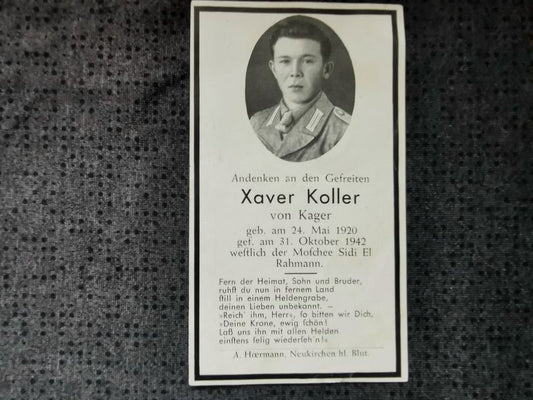 Andenken an den Gefreiten
Xaver Koller
von Kager
geb. am 24. Mai 1920
gef. am 31. Oktober 1942
weſtlich der Moſchee Sidi El
Rahmann.
Fern der Heimat, Sohn und Bruder,
ruhſt du nun in fernem Land
ſtill in einem Heldengrabe,
deinen Lieben unbekannt. –
»Reich' ihm, Herr«, ſo bitten wir Dich,
»Deine Krone, ewig ſchön!
Laß uns ihn mit allen Helden
einſtens ſelig wiederſeh'n!«
A. Hœrmann, Neukirchen hl. Blut.